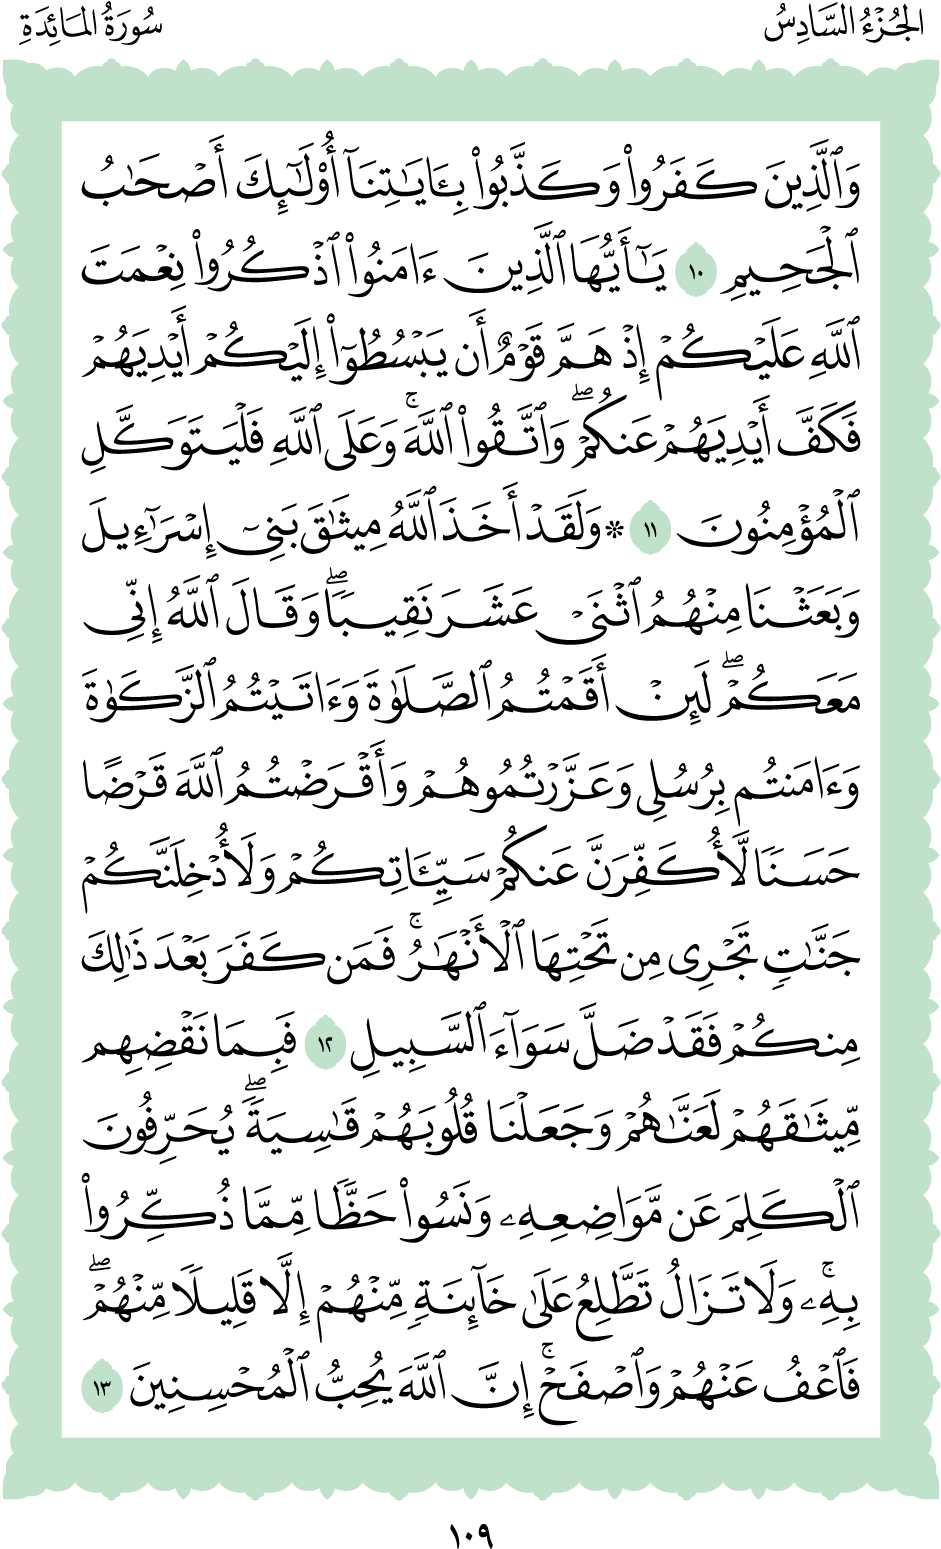 الجُزْءُ السَّادِسُ
سُورَةُ المَائِدَةِ
وَٱلَّذِينَ كَفَرُواْ وَكَذَّبُواْ بِـَٔايَٰتِنَآ أُوْلَٰٓئِكَ أَصْحَٰبُ
ٱلْجَحِيمِ ١٠ يَٰٓأَيُّهَا ٱلَّذِينَ ءَامَنُواْ ٱذْكُرُواْ نِعْمَتَ
ٱللَّهِ عَلَيْكُمْ إِذْ هَمَّ قَوْمٌ أَن يَبْسُطُوٓاْ إِلَيْكُمْ أَيْدِيَهُمْ
فَكَفَّ أَيْدِيَهُمْ عَنكُمْۖ وَٱتَّقُواْ ٱللَّهَۚ وَعَلَى ٱللَّهِ فَلْيَتَوَكَّلِ
ٱلْمُؤْمِنُونَ ١١ ۞ وَلَقَدْ أَخَذَ ٱللَّهُ مِيثَٰقَ بَنِيٓ إِسْرَٰٓءِيلَ
وَبَعَثْنَا مِنْهُمُ ٱثْنَيْ عَشَرَ نَقِيبٗاۖ وَقَالَ ٱللَّهُ إِنِّي
مَعَكُمْۖ لَئِنْ أَقَمْتُمُ ٱلصَّلَوٰةَ وَءَاتَيْتُمُ ٱلزَّكَوٰةَ
وَءَامَنتُم بِرُسُلِي وَعَزَّرْتُمُوهُمْ وَأَقْرَضْتُمُ ٱللَّهَ قَرْضًا
حَسَنٗا لَّأُكَفِّرَنَّ عَنكُمْ سَيِّـَٔاتِكُمْ وَلَأُدْخِلَنَّكُمْ
جَنَّٰتٖ تَجْرِي مِن تَحْتِهَا ٱلْأَنْهَٰرُۚ فَمَن كَفَرَ بَعْدَ ذَٰلِكَ
مِنكُمْ فَقَدْ ضَلَّ سَوَآءَ ٱلسَّبِيلِ ١٢ فَبِمَا نَقْضِهِم
مِّيثَٰقَهُمْ لَعَنَّٰهُمْ وَجَعَلْنَا قُلُوبَهُمْ قَٰسِيَةٗۖ يُحَرِّفُونَ
ٱلْكَلِمَ عَن مَّوَاضِعِهِۦ وَنَسُواْ حَظّٗا مِّمَّا ذُكِّرُواْ
بِهِۦۚ وَلَا تَزَالُ تَطَّلِعُ عَلَىٰ خَآئِنَةٖ مِّنْهُمْ إِلَّا قَلِيلٗا مِّنْهُمْۖ
فَٱعْفُ عَنْهُمْ وَٱصْفَحْۚ إِنَّ ٱللَّهَ يُحِبُّ ٱلْمُحْسِنِينَ ١٣
١٠٩